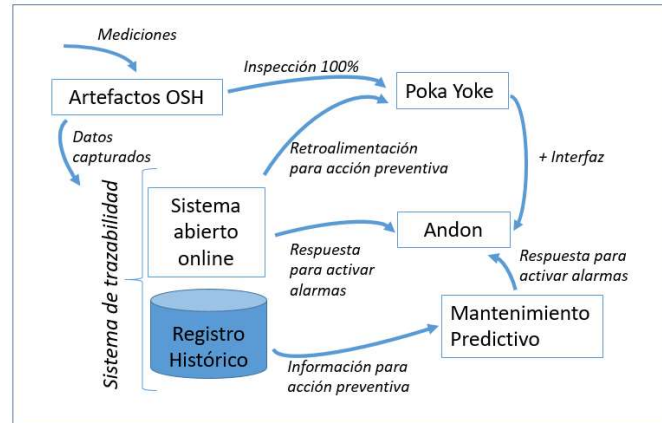 Mediciones
Inspección 100%
Artefactos OSH
Poka Yoke
Datos
capturados
Retroalimentación
para acción preventiva
+ Interfaz
Sistema de trazabilidad
Sistema
abierto
online
Andon
Respuesta
para activar
alarmas
Respuesta para
activar alarmas
Registro
Histórico
Mantenimiento
Predictivo
Información para
acción preventiva